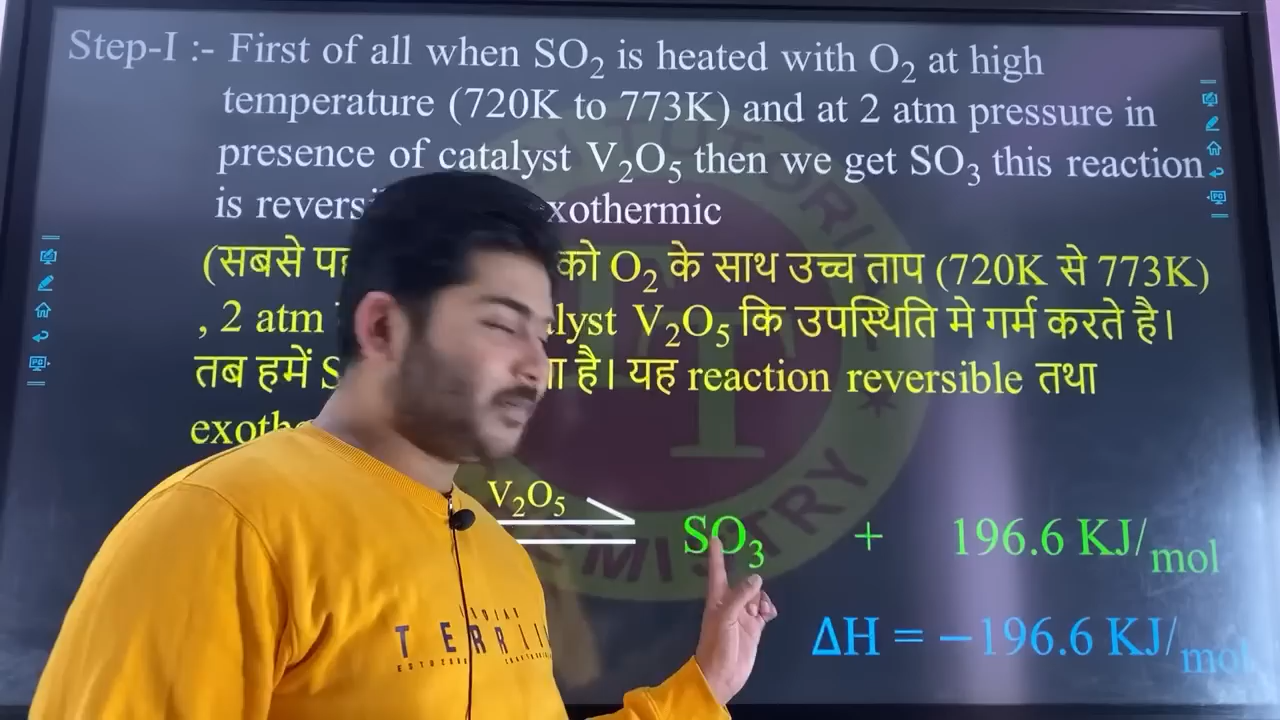 Step-I :- First of all when SO₂ is heated with O₂ at high
temperature (720K to 773K) and at 2 atm pressure in
presence of catalyst V₂O₅ then we get SO₃ this reaction
is
(सबसे को O₂ के साथ उच्च ताप (720K से 773K)
, 2 atm V₂O₅ कि उपस्थिति मे गर्म करते है।
तब हमें है। यह reaction reversible तथा
V₂O₅
SO₃ + 196.6 KJ/mol
ΔH = −196.6 KJ/mol